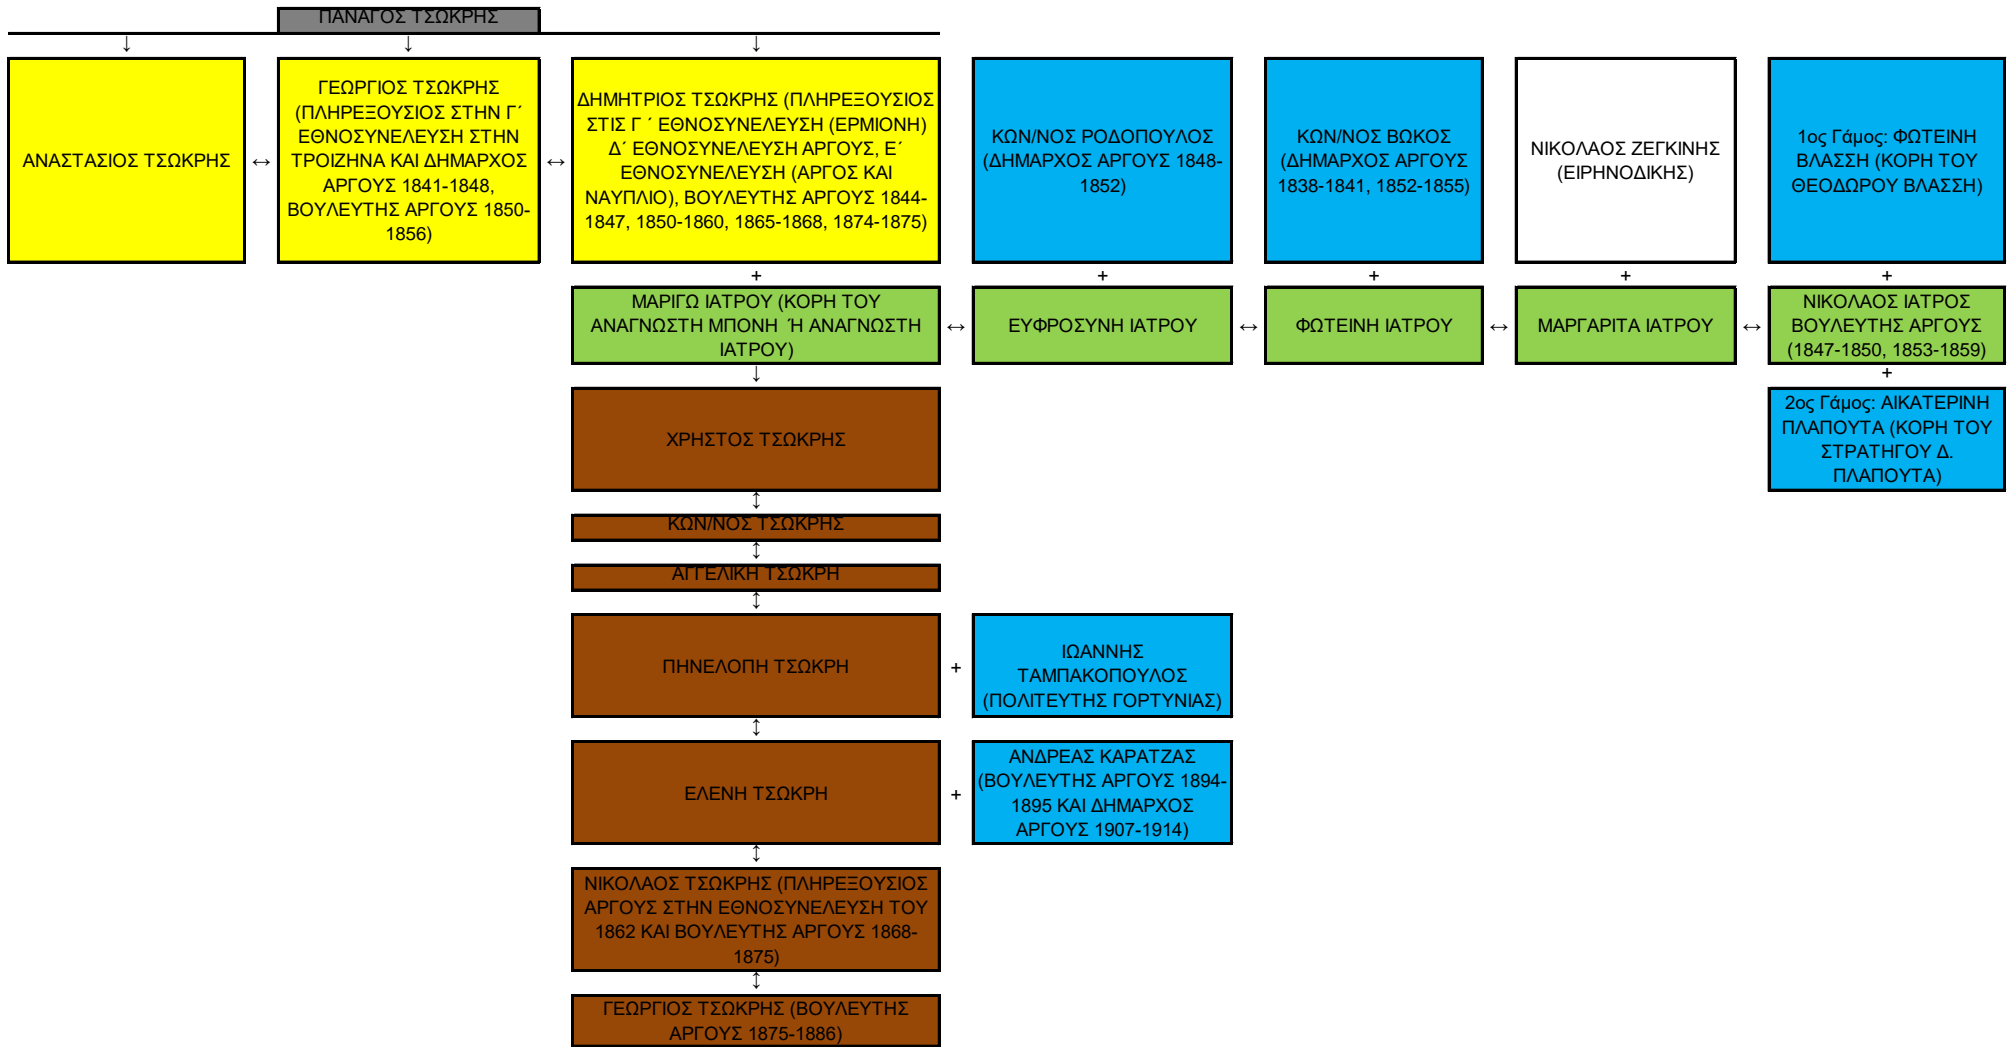 ΠΑΝΑΓΟΣ ΤΣΩΚΡΗΣ
↓ ↓ ↓
ΑΝΑΣΤΑΣΙΟΣ ΤΣΩΚΡΗΣ
↔
ΓΕΩΡΓΙΟΣ ΤΣΩΚΡΗΣ
(ΠΛΗΡΕΞΟΥΣΙΟΣ ΣΤΗΝ Γ΄
ΕΘΝΟΣΥΝΕΛΕΥΣΗ ΣΤΗΝ
ΤΡΟΙΖΗΝΑ ΚΑΙ ΔΗΜΑΡΧΟΣ
ΑΡΓΟΥΣ 1841-1848,
ΒΟΥΛΕΥΤΗΣ ΑΡΓΟΥΣ 1850-
1856)
↔
ΔΗΜΗΤΡΙΟΣ ΤΣΩΚΡΗΣ (ΠΛΗΡΕΞΟΥΣΙΟΣ
ΣΤΙΣ Γ ΄ ΕΘΝΟΣΥΝΕΛΕΥΣΗ (ΕΡΜΙΟΝΗ)
Δ΄ ΕΘΝΟΣΥΝΕΛΕΥΣΗ ΑΡΓΟΥΣ, Ε΄
ΕΘΝΟΣΥΝΕΛΕΥΣΗ (ΑΡΓΟΣ ΚΑΙ
ΝΑΥΠΛΙΟ), ΒΟΥΛΕΥΤΗΣ ΑΡΓΟΥΣ 1844-
1847, 1850-1860, 1865-1868, 1874-1875)
ΚΩΝ/ΝΟΣ ΡΟΔΟΠΟΥΛΟΣ
(ΔΗΜΑΡΧΟΣ ΑΡΓΟΥΣ 1848-
1852)
ΚΩΝ/ΝΟΣ ΒΩΚΟΣ
(ΔΗΜΑΡΧΟΣ ΑΡΓΟΥΣ
1838-1841, 1852-1855)
ΝΙΚΟΛΑΟΣ ΖΕΓΚΙΝΗΣ
(ΕΙΡΗΝΟΔΙΚΗΣ)
1ος Γάμος: ΦΩΤΕΙΝΗ
ΒΛΑΣΣΗ (ΚΟΡΗ ΤΟΥ
ΘΕΟΔΩΡΟΥ ΒΛΑΣΣΗ)
+ + + + +
ΜΑΡΙΓΩ ΙΑΤΡΟΥ (ΚΟΡΗ ΤΟΥ
ΑΝΑΓΝΩΣΤΗ ΜΠΟΝΗ Ή ΑΝΑΓΝΩΣΤΗ
ΙΑΤΡΟΥ)
↔
ΕΥΦΡΟΣΥΝΗ ΙΑΤΡΟΥ
↔
ΦΩΤΕΙΝΗ ΙΑΤΡΟΥ
↔
ΜΑΡΓΑΡΙΤΑ ΙΑΤΡΟΥ
↔
ΝΙΚΟΛΑΟΣ ΙΑΤΡΟΣ
ΒΟΥΛΕΥΤΗΣ ΑΡΓΟΥΣ
(1847-1850, 1853-1859)
↓ +
ΧΡΗΣΤΟΣ ΤΣΩΚΡΗΣ
2ος Γάμος: ΑΙΚΑΤΕΡΙΝΗ
ΠΛΑΠΟΥΤΑ (ΚΟΡΗ ΤΟΥ
ΣΤΡΑΤΗΓΟΥ Δ.
ΠΛΑΠΟΥΤΑ)
↕
ΚΩΝ/ΝΟΣ ΤΣΩΚΡΗΣ
↕
ΑΓΓΕΛΙΚΗ ΤΣΩΚΡΗ
↕
ΠΗΝΕΛΟΠΗ ΤΣΩΚΡΗ
+
ΙΩΑΝΝΗΣ
ΤΑΜΠΑΚΟΠΟΥΛΟΣ
(ΠΟΛΙΤΕΥΤΗΣ ΓΟΡΤΥΝΙΑΣ)
↕
ΕΛΕΝΗ ΤΣΩΚΡΗ
+
ΑΝΔΡΕΑΣ ΚΑΡΑΤΖΑΣ
(ΒΟΥΛΕΥΤΗΣ ΑΡΓΟΥΣ 1894-
1895 ΚΑΙ ΔΗΜΑΡΧΟΣ
ΑΡΓΟΥΣ 1907-1914)
↕
ΝΙΚΟΛΑΟΣ ΤΣΩΚΡΗΣ (ΠΛΗΡΕΞΟΥΣΙΟΣ
ΑΡΓΟΥΣ ΣΤΗΝ ΕΘΝΟΣΥΝΕΛΕΥΣΗ ΤΟΥ
1862 ΚΑΙ ΒΟΥΛΕΥΤΗΣ ΑΡΓΟΥΣ 1868-
1875)
↕
ΓΕΩΡΓΙΟΣ ΤΣΩΚΡΗΣ (ΒΟΥΛΕΥΤΗΣ
ΑΡΓΟΥΣ 1875-1886)